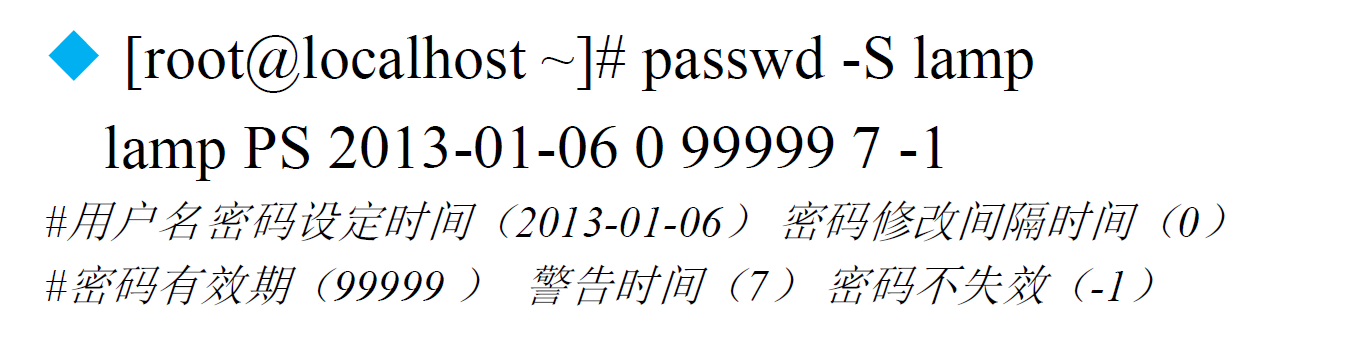 [root@localhost ~]# passwd -S lamp
lamp PS 2013-01-06 0 99999 7 -1
#用户名密码设定时间（2013-01-06） 密码修改间隔时间（0）
#密码有效期（99999 ） 警告时间（7） 密码不失效（-1）